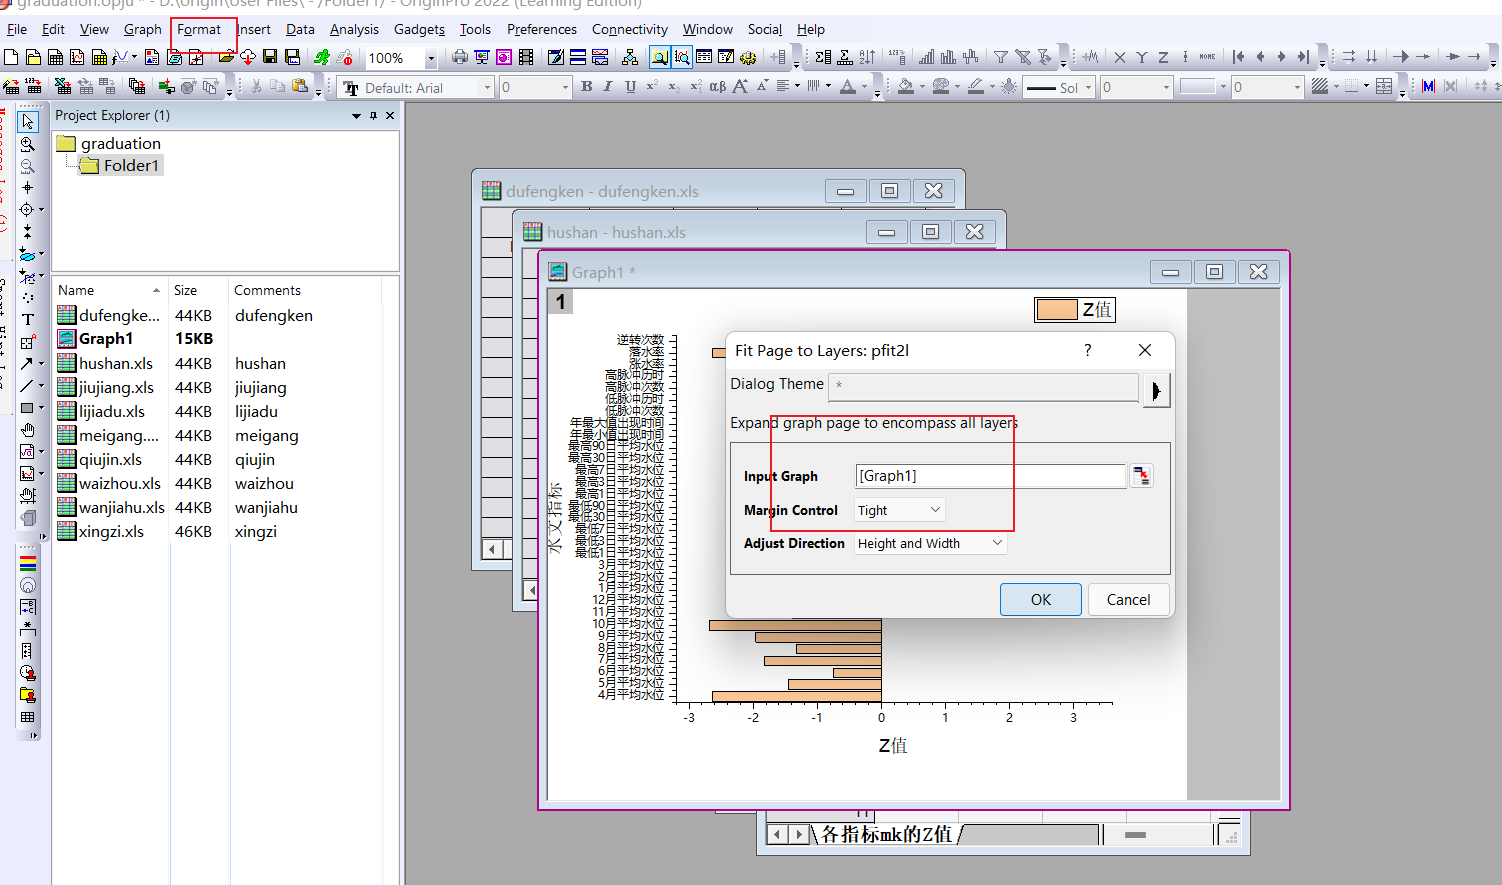 graduation.opju * - D:\origin\User Files\ - /Folder1/ - OriginPro 2022 (Learning Edition)
File Edit View Graph Format Insert Data Analysis Gadgets Tools Preferences Connectivity Window Social Help
100%
Default: Arial 0 B I U αβ A A Sol 0 0
Project Explorer (1)
graduation
Folder1
Name Size Comments
dufengke... 44KB dufengken
Graph1 15KB
hushan.xls 44KB hushan
jiujiang.xls 44KB jiujiang
lijiadu.xls 44KB lijiadu
meigang.... 44KB meigang
qiujin.xls 44KB qiujin
waizhou.xls 44KB waizhou
wanjiahu.xls 44KB wanjiahu
xingzi.xls 46KB xingzi
dufengken - dufengken.xls
hushan - hushan.xls
Graph1 *
1
Z值
逆转次数
落水率
涨水率
高脉冲历时
高脉冲次数
低脉冲历时
低脉冲次数
年最大值出现时间
年最小值出现时间
最高90日平均水位
最高30日平均水位
最高7日平均水位
最高3日平均水位
最高1日平均水位
最低90日平均水位
最低30日平均水位
最低7日平均水位
最低3日平均水位
最低1日平均水位
3月平均水位
2月平均水位
1月平均水位
12月平均水位
11月平均水位
10月平均水位
9月平均水位
8月平均水位
7月平均水位
6月平均水位
5月平均水位
4月平均水位
水文指标
-3 -2 -1 0 1 2 3
Z值
Fit Page to Layers: pfit2l ?
Dialog Theme *
Expand graph page to encompass all layers
Input Graph [Graph1]
Margin Control Tight
Adjust Direction Height and Width
OK Cancel
各指标mk的Z值